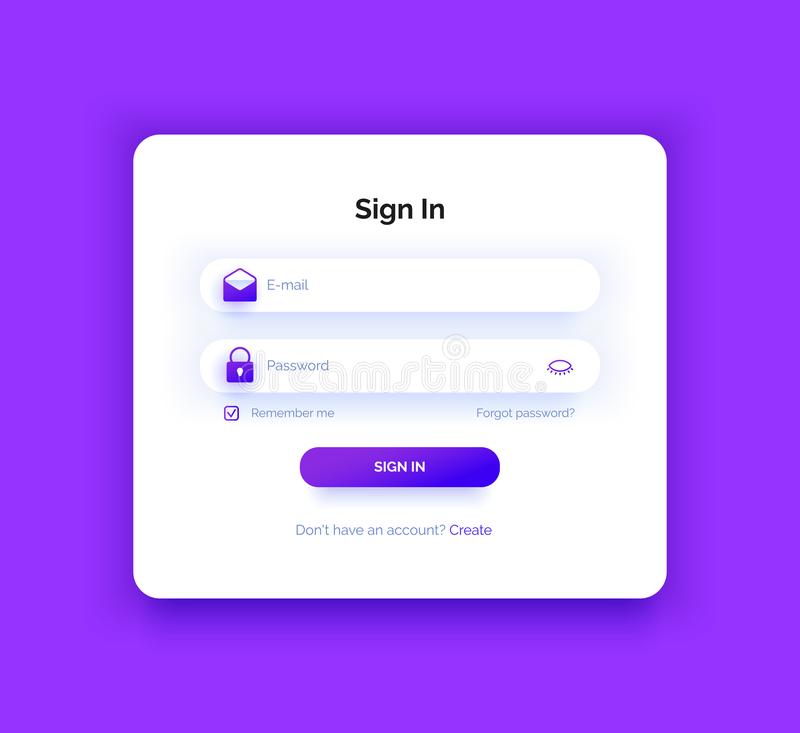 Sign In
E-mail
Password
dreamstime.
Remember me
Forgot password?
SIGN IN
Don't have an account? Create